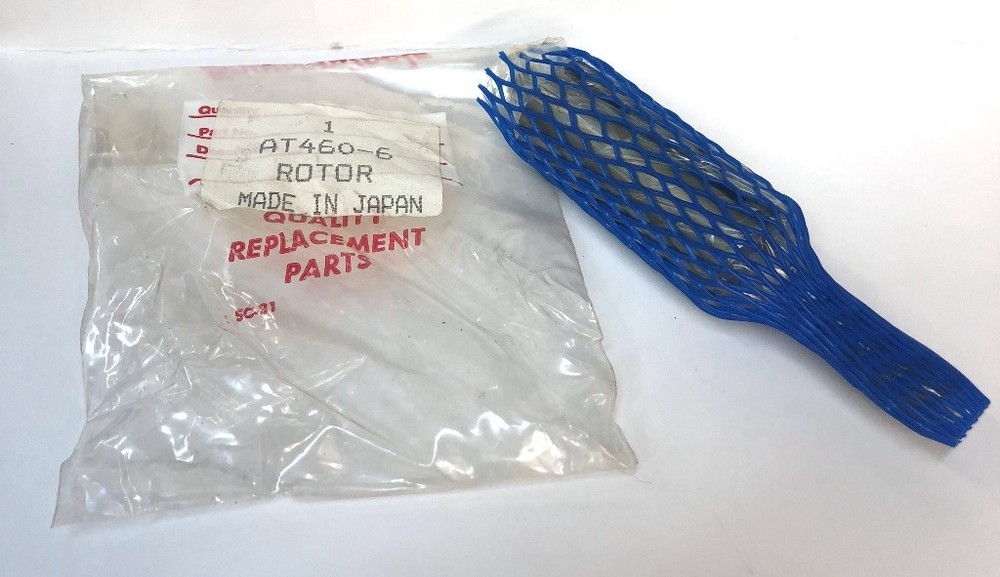 1
AT460-6
ROTOR
MADE IN JAPAN
QUALITY
REPLACEMENT
PARTS
SC-31